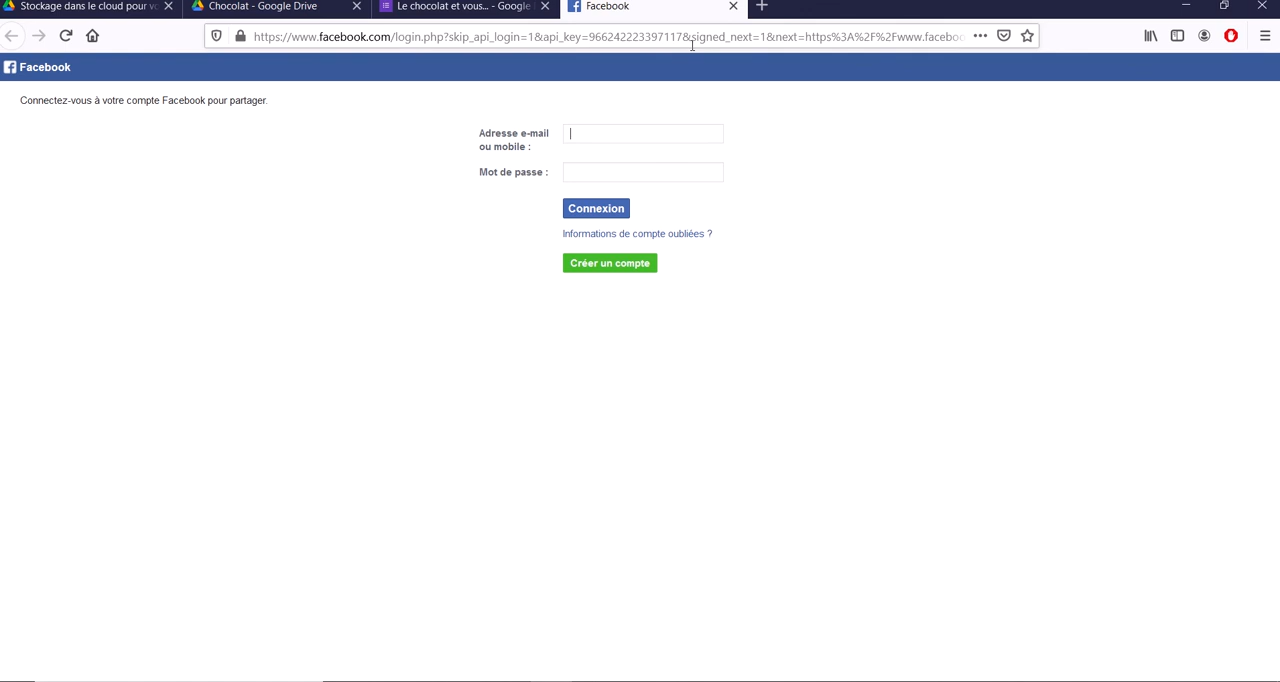 Stockage dans le cloud pour v
Chocolat - Google Drive
Le chocolat et vous... - Google
Facebook
https://www.facebook.com/login.php?skip_api_login=1&api_key=966242223397117&signed_next=1&next=https%3A%2F%2Fwww.faceboo
Facebook
Connectez-vous à votre compte Facebook pour partager.
Adresse e-mail
ou mobile :
Mot de passe :
Connexion
Informations de compte oubliées ?
Créer un compte